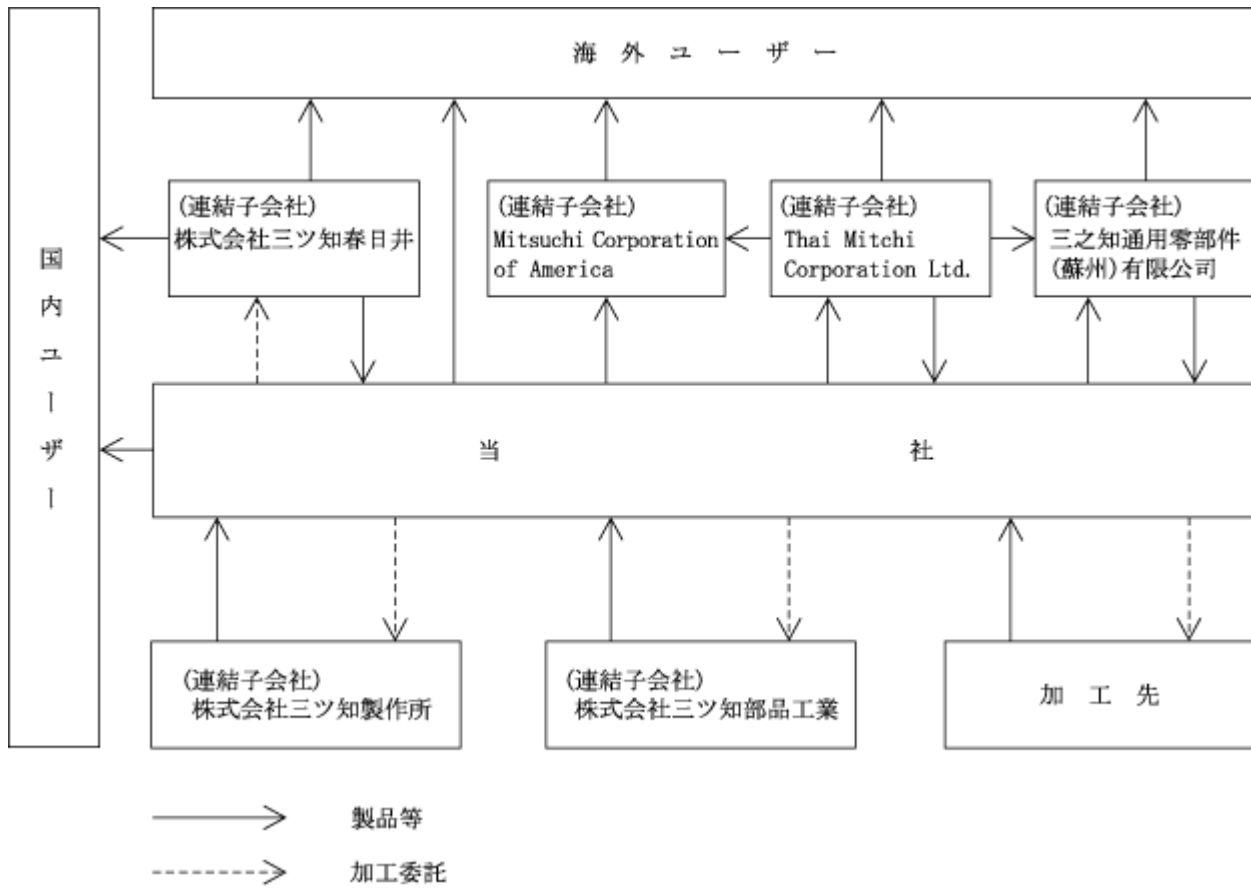 海外ユーザー
国内ユーザー
(連結子会社)
株式会社三ツ知春日井
(連結子会社)
Mitsuchi Corporation
of America
(連結子会社)
Thai Mitchi
Corporation Ltd.
(連結子会社)
三之知通用零部件
(蘇州)有限公司
当社
(連結子会社)
株式会社三ツ知製作所
(連結子会社)
株式会社三ツ知部品工業
加工先
製品等
加工委託